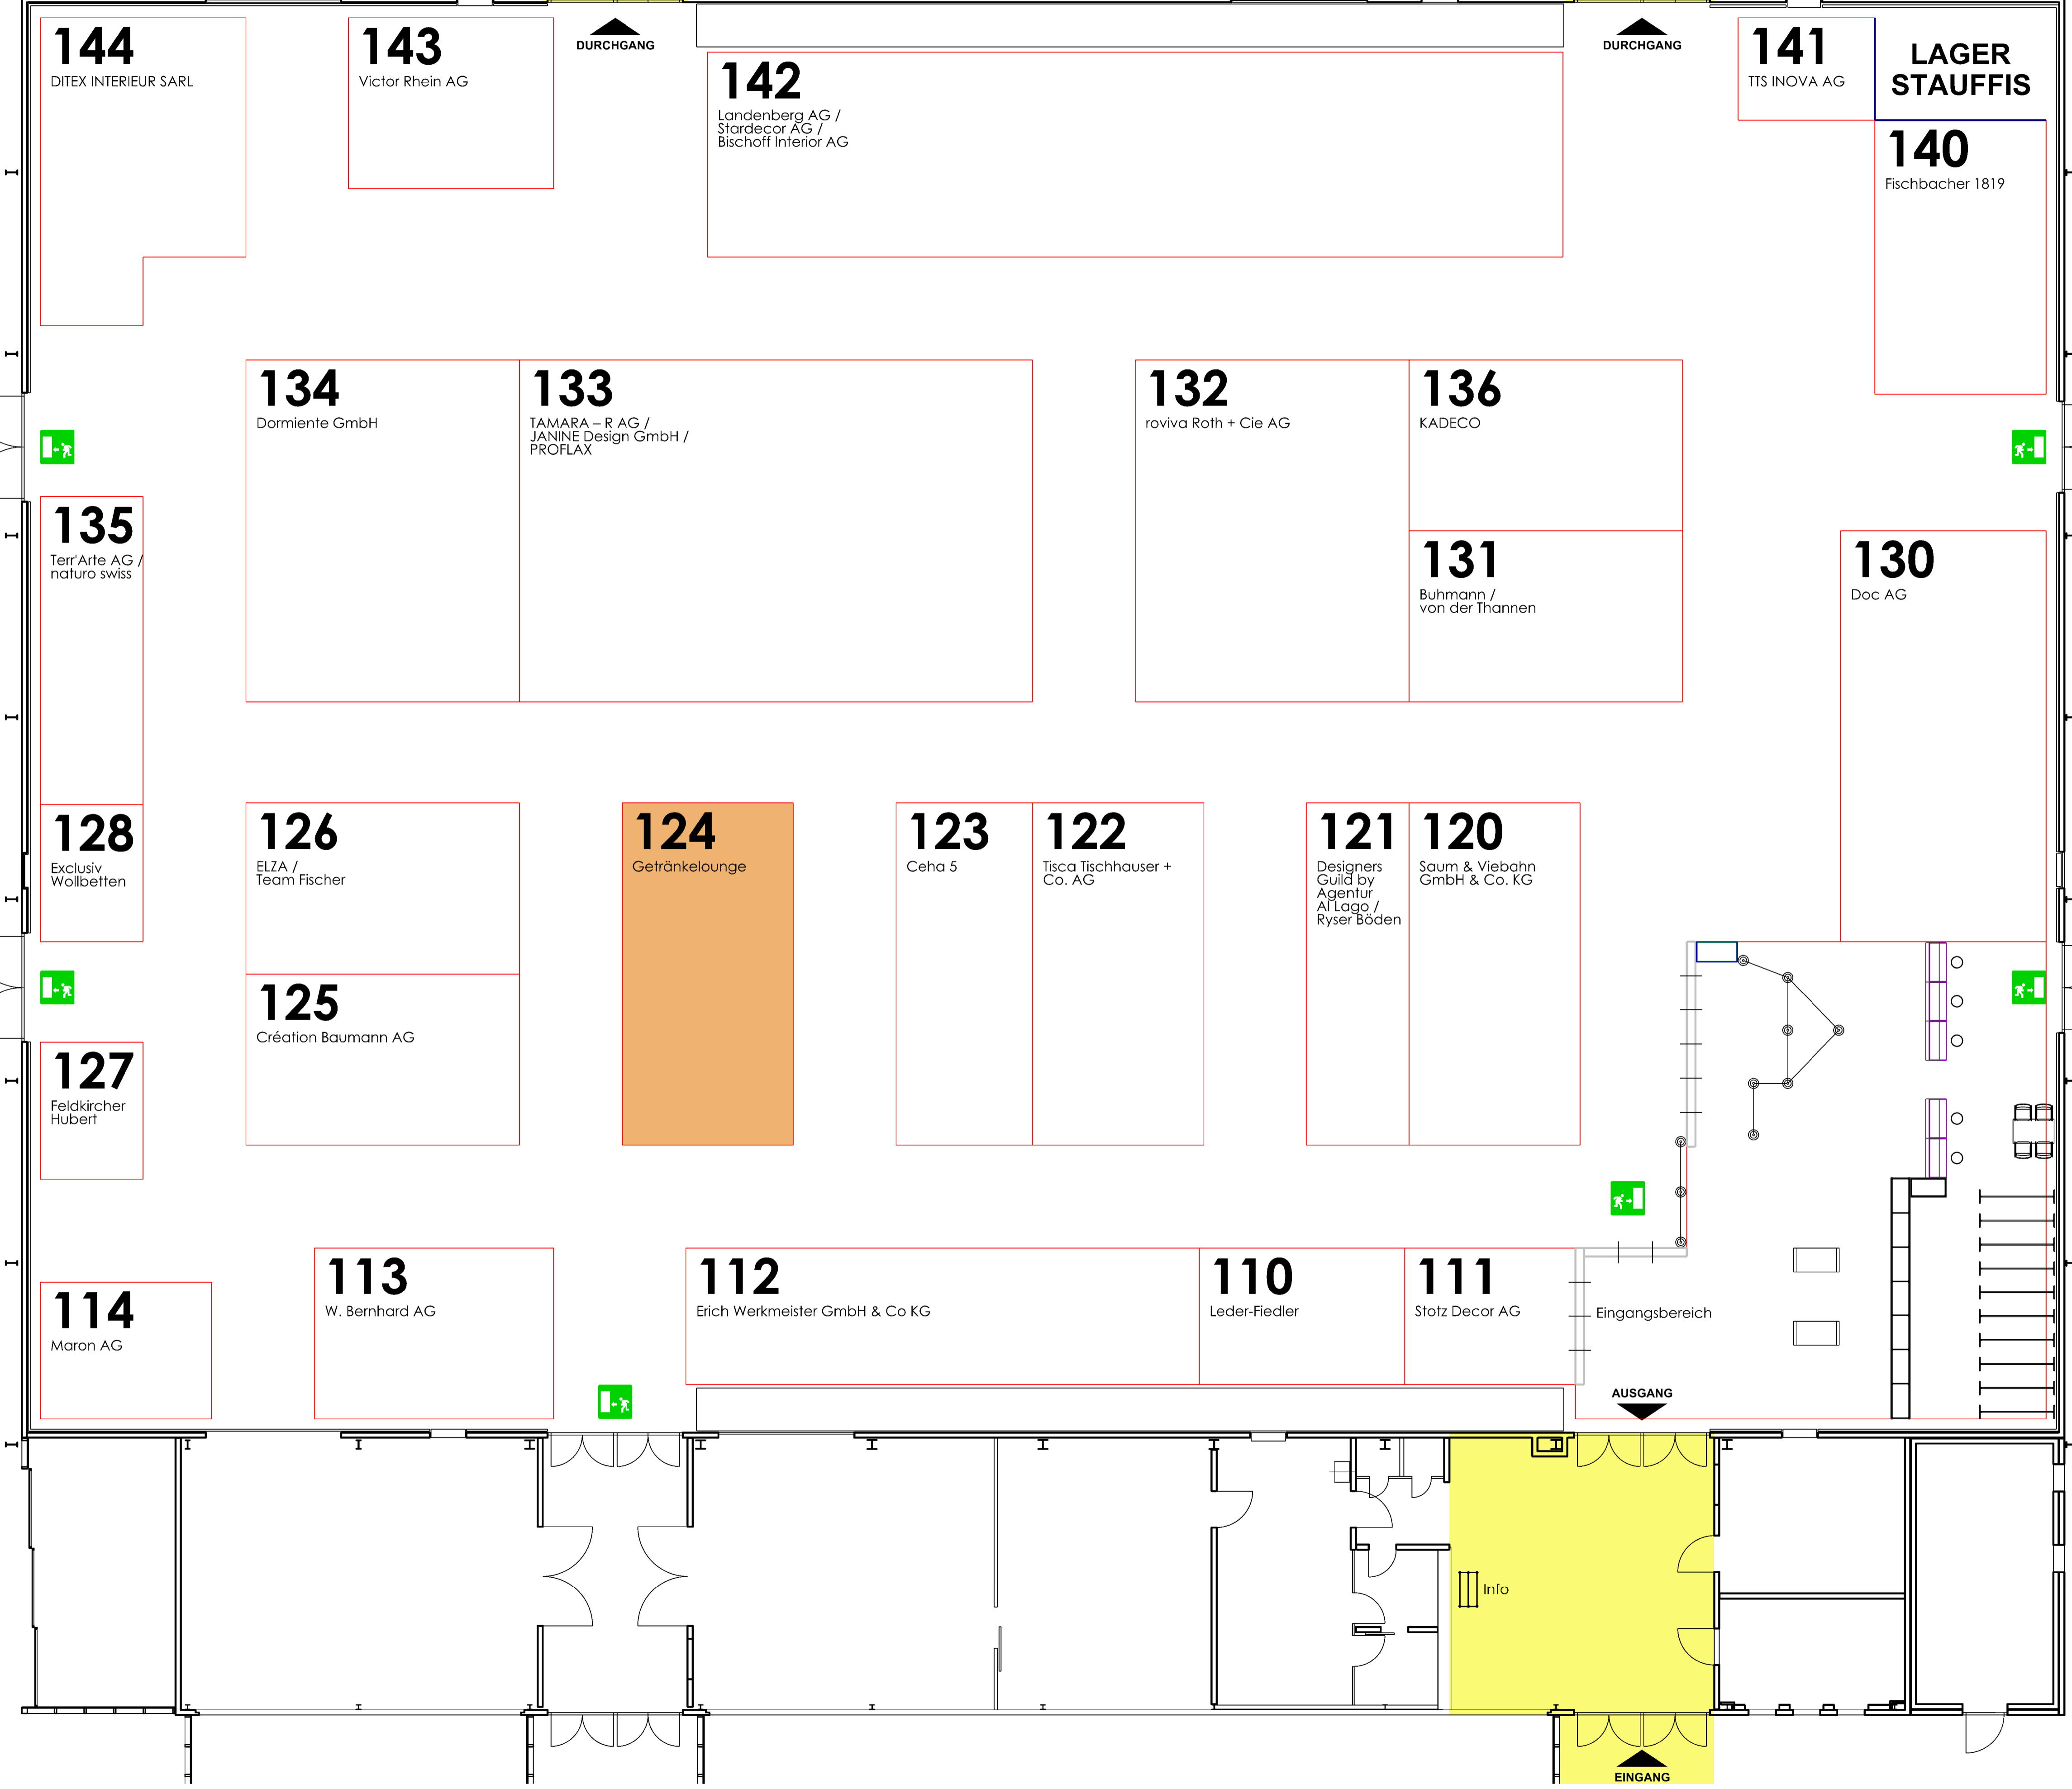 144
DITEX INTERIEUR SARL
143
Victor Rhein AG
DURCHGANG
142
Landenberg AG /
Stardecor AG /
Bischoff Interior AG
DURCHGANG
141
TTS INOVA AG
LAGER
STAUFFIS
140
Fischbacher 1819
134
Dormiente GmbH
133
TAMARA – R AG /
JANINE Design GmbH /
PROFLAX
132
roviva Roth + Cie AG
136
KADECO
135
Terr'Arte AG /
naturo swiss
131
Buhmann /
von der Thannen
130
Doc AG
128
Exclusiv
Wollbetten
126
ELZA /
Team Fischer
124
Getränkelounge
123
Ceha 5
122
Tisca Tischhauser +
Co. AG
121
Designers
Guild by
Agentur
Al Lago /
Ryser Böden
120
Saum & Viebahn
GmbH & Co. KG
125
Création Baumann AG
127
Feldkircher
Hubert
114
Maron AG
113
W. Bernhard AG
112
Erich Werkmeister GmbH & Co KG
110
Leder-Fiedler
111
Stotz Decor AG
Eingangsbereich
AUSGANG
Info
EINGANG